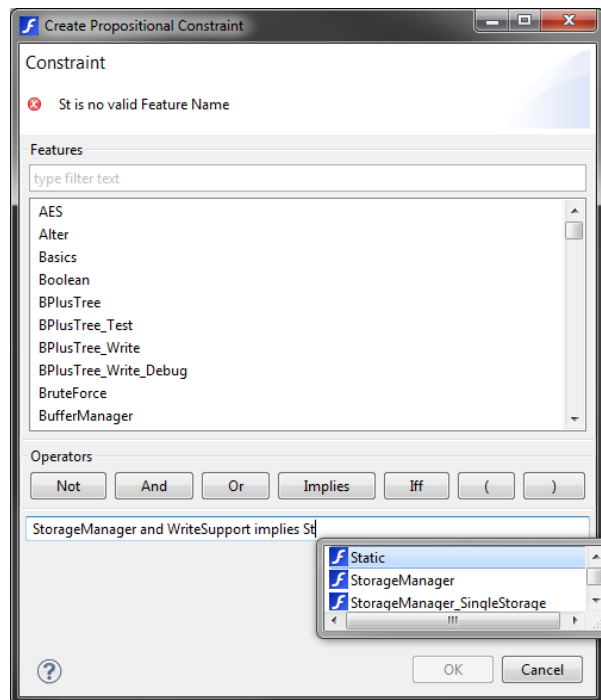 Create Propositional Constraint
Constraint
St is no valid Feature Name
Features
type filter text
AES
Alter
Basics
Boolean
BPlusTree
BPlusTree_Test
BPlusTree_Write
BPlusTree_Write_Debug
BruteForce
BufferManager
Operators
Not And Or Implies Iff ( )
StorageManager and WriteSupport implies St
Static
StorageManager
StorageManager_SingleStorage
? OK Cancel